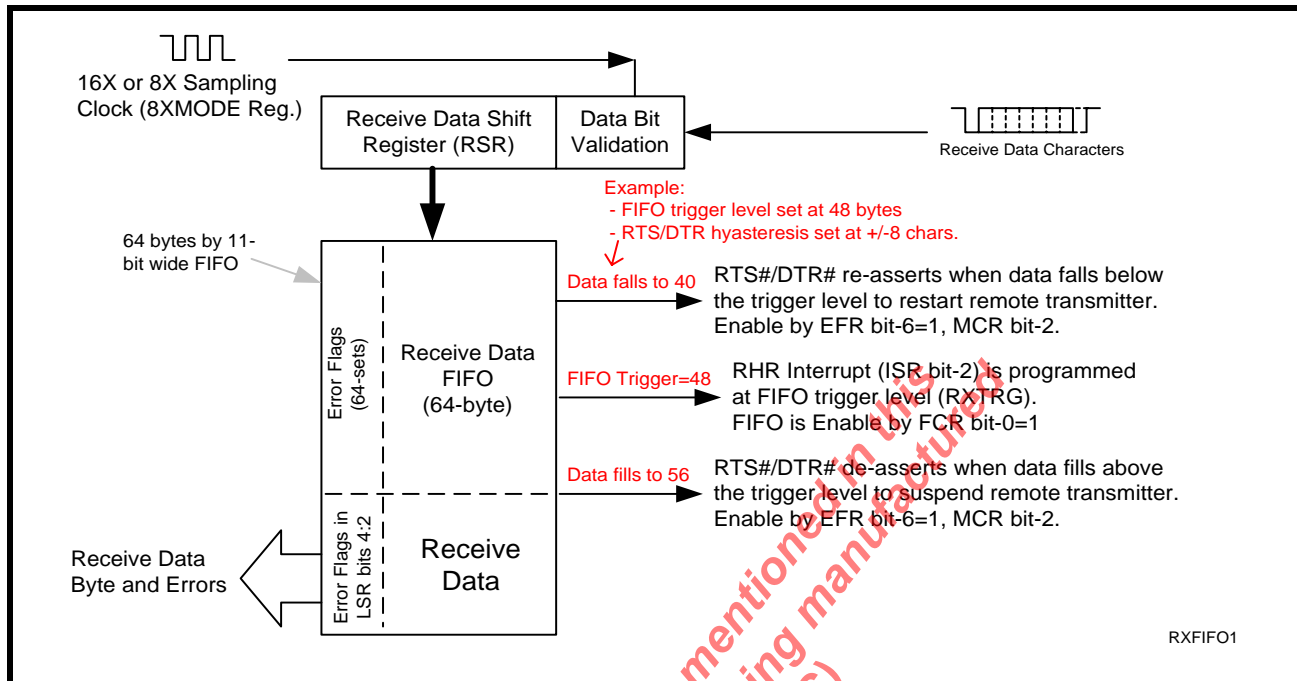 16X or 8X Sampling
Clock (8XMODE Reg.)
Receive Data Shift
Register (RSR)
Data Bit
Validation
Receive Data Characters
Example:
- FIFO trigger level set at 48 bytes
- RTS/DTR hyasteresis set at +/-8 chars.
64 bytes by 11-
bit wide FIFO
Data falls to 40
RTS#/DTR# re-asserts when data falls below
the trigger level to restart remote transmitter.
Enable by EFR bit-6=1, MCR bit-2.
Error Flags
(64-sets)
Receive Data
FIFO
(64-byte)
FIFO Trigger=48
RHR Interrupt (ISR bit-2) is programmed
at FIFO trigger level (RXTRG).
FIFO is Enable by FCR bit-0=1
Data fills to 56
RTS#/DTR# de-asserts when data fills above
the trigger level to suspend remote transmitter.
Enable by EFR bit-6=1, MCR bit-2.
Error Flags in
LSR bits 4:2
Receive
Data
Receive Data
Byte and Errors
mentioned in this
ing manufactured
RXFIFO1